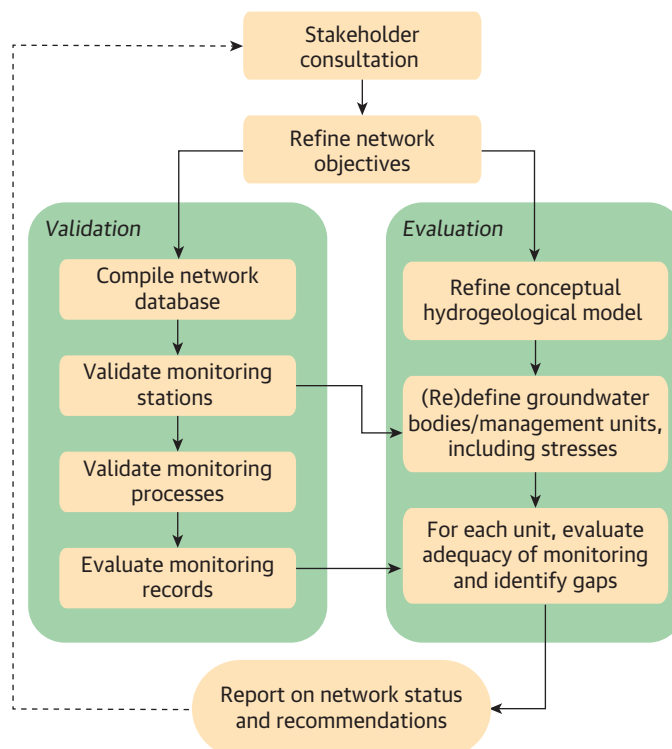 Stakeholder
consultation
Refine network
objectives
Validation
Compile network
database
Validate monitoring
stations
Validate monitoring
processes
Evaluate monitoring
records
Evaluation
Refine conceptual
hydrogeological model
(Re)define groundwater
bodies/management units,
including stresses
For each unit, evaluate
adequacy of monitoring
and identify gaps
Report on network status
and recommendations